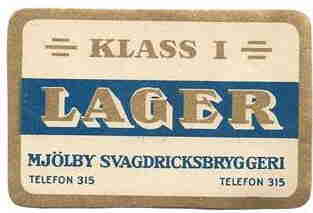 KLASS I
LAGER
MJÖLBY SVAGDRICKSBRYGGERI
TELEFON 315 TELEFON 315